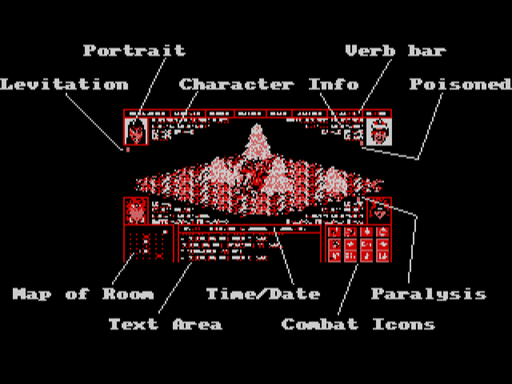 Portrait Verb bar
Levitation Character Info Poisoned
Map of Room Time/Date Paralysis
Text Area Combat Icons